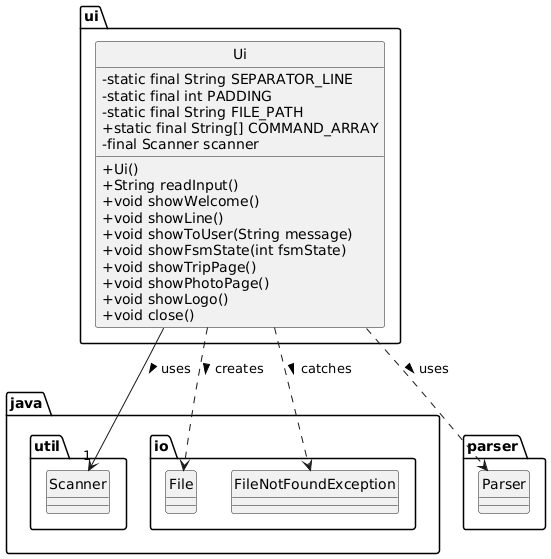 ui
Ui
-static final String SEPARATOR_LINE
-static final int PADDING
-static final String FILE_PATH
+static final String[] COMMAND_ARRAY
-final Scanner scanner
+Ui()
+String readInput()
+void showWelcome()
+void showLine()
+void showToUser(String message)
+void showFsmState(int fsmState)
+void showTripPage()
+void showPhotoPage()
+void showLogo()
+void close()
uses
creates
catches
uses
java
util
io
parser
1
Scanner
File
FileNotFoundException
Parser